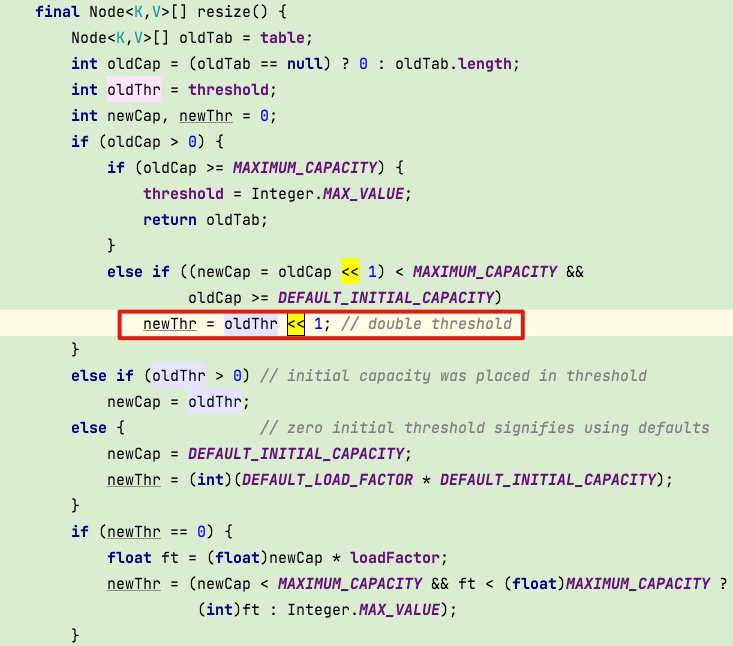 final Node<K,V>[] resize() {
Node<K,V>[] oldTab = table;
int oldCap = (oldTab == null) ? 0 : oldTab.length;
int oldThr = threshold;
int newCap, newThr = 0;
if (oldCap > 0) {
if (oldCap >= MAXIMUM_CAPACITY) {
threshold = Integer.MAX_VALUE;
return oldTab;
}
else if ((newCap = oldCap << 1) < MAXIMUM_CAPACITY &&
oldCap >= DEFAULT_INITIAL_CAPACITY)
newThr = oldThr << 1; // double threshold
}
else if (oldThr > 0) // initial capacity was placed in threshold
newCap = oldThr;
else { // zero initial threshold signifies using defaults
newCap = DEFAULT_INITIAL_CAPACITY;
newThr = (int)(DEFAULT_LOAD_FACTOR * DEFAULT_INITIAL_CAPACITY);
}
if (newThr == 0) {
float ft = (float)newCap * loadFactor;
newThr = (newCap < MAXIMUM_CAPACITY && ft < (float)MAXIMUM_CAPACITY ?
(int)ft : Integer.MAX_VALUE);
}